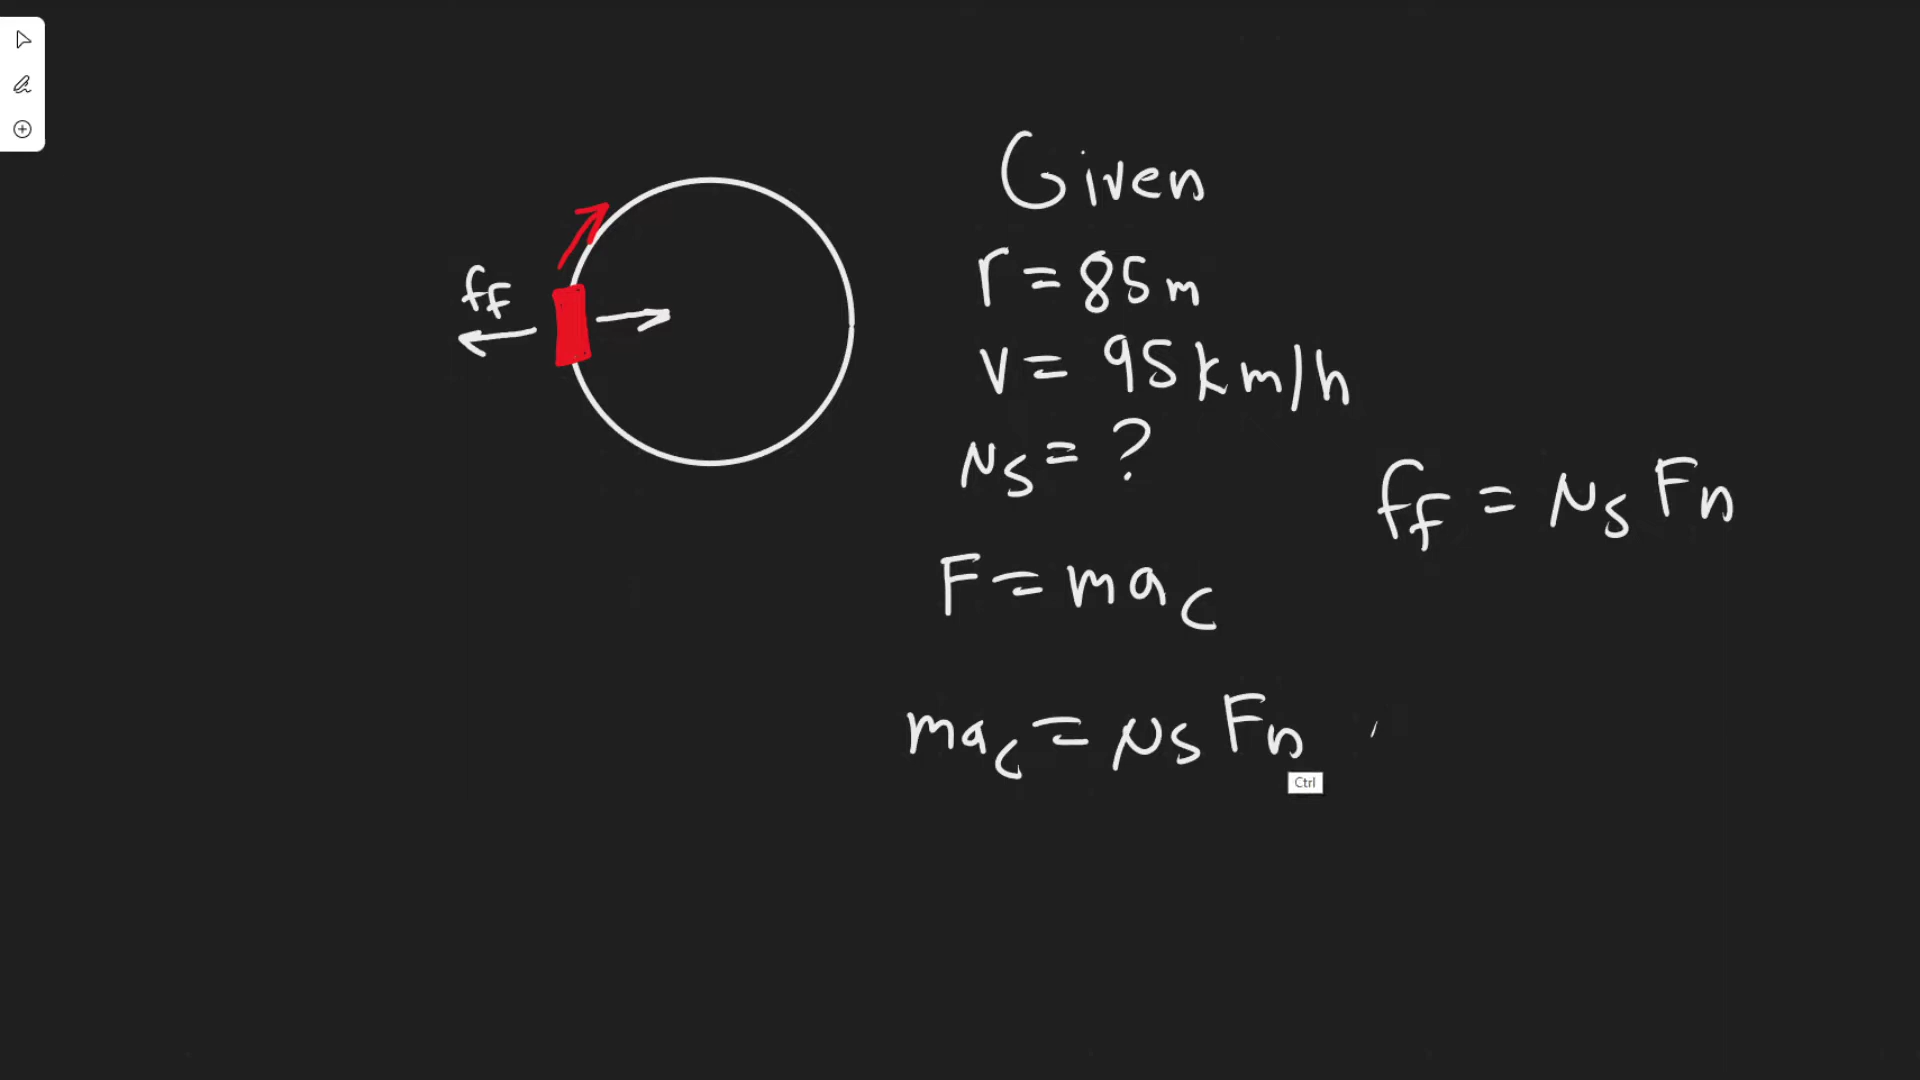 Given
r = 85m
v = 95km/h
μs = ?
ff
ff = μs Fn
F = mac
mac = μs Fn
Ctrl